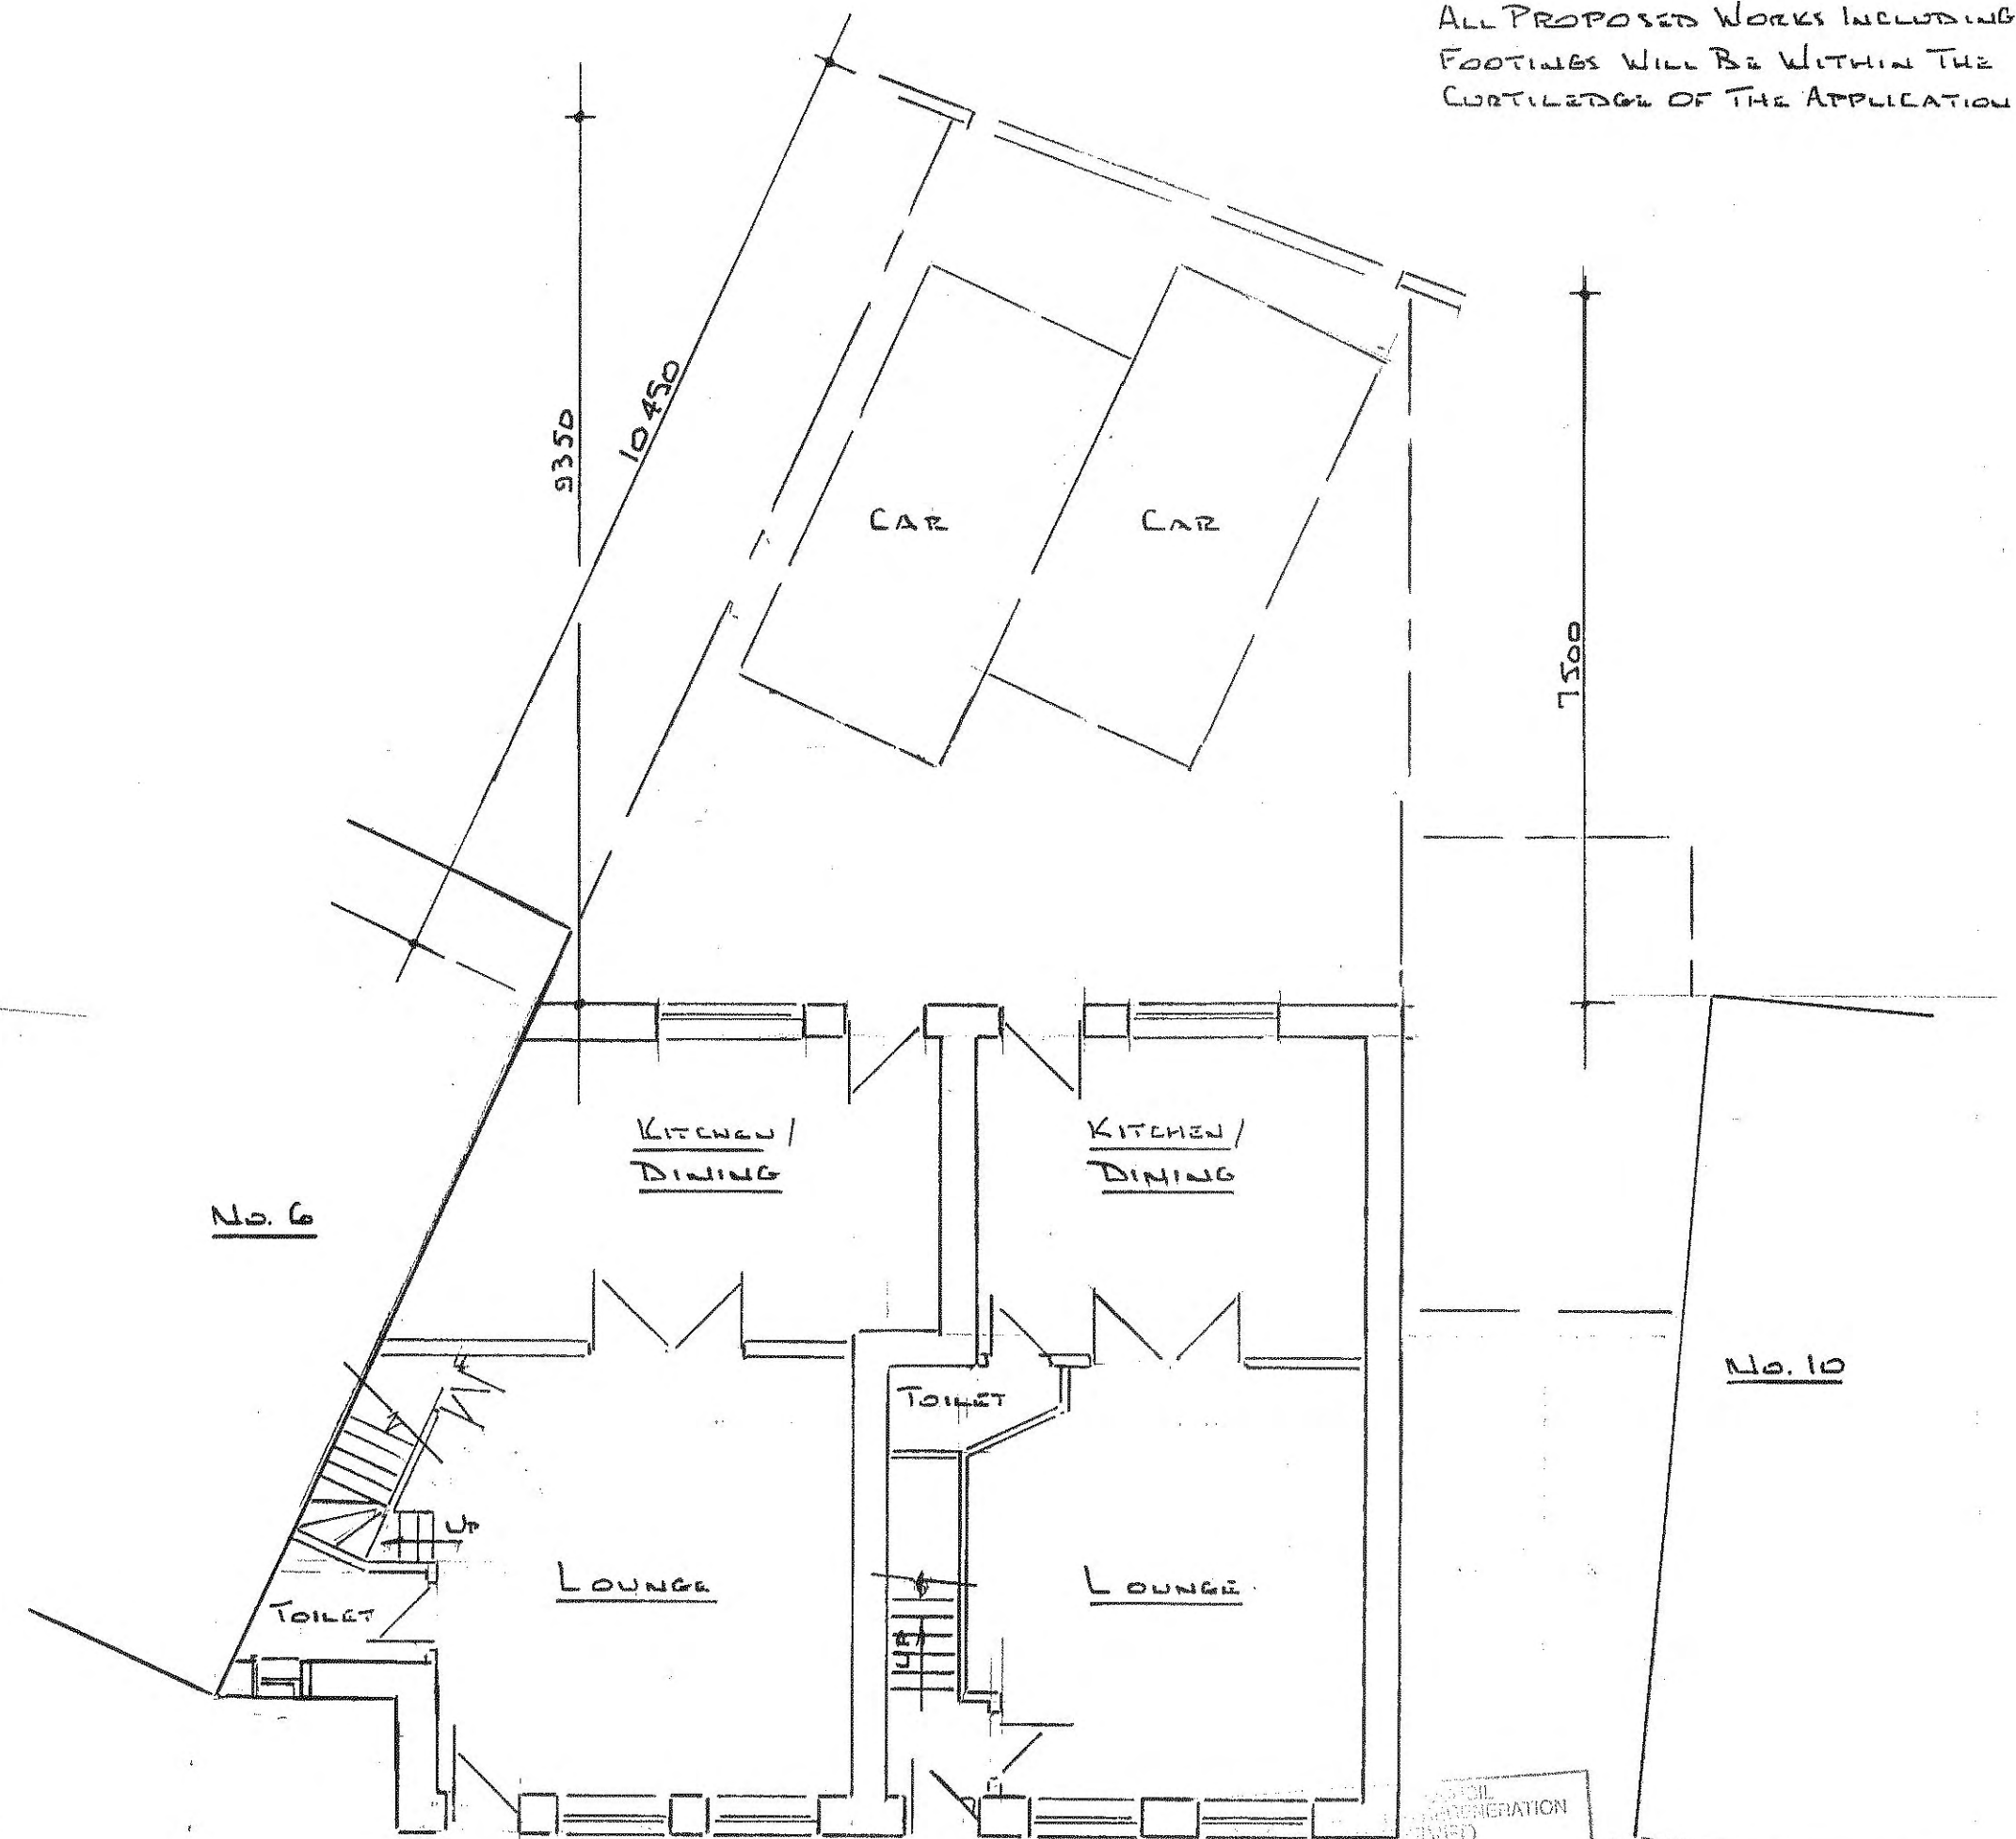 ALL PROPOSED WORKS INCLUDING
FOOTINGS WILL BE WITHIN THE
CURTILEDGE OF THE APPLICATION
9350
10450
CAR
CAR
7500
KITCHEN/
DINING
KITCHEN/
DINING
No. 6
No. 10
TOILET
UP
LOUNGE
LOUNGE
TOILET
UP